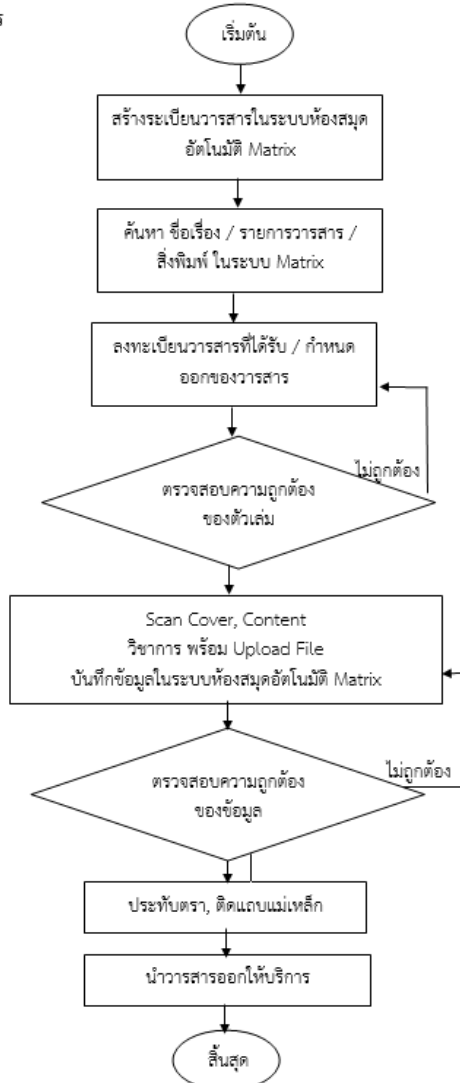 เริ่มต้น
สร้างระเบียนวารสารในระบบห้องสมุด
อัตโนมัติ Matrix
ค้นหา ชื่อเรื่อง / รายการวารสาร /
สิ่งพิมพ์ ในระบบ Matrix
ลงทะเบียนวารสารที่ได้รับ / กำหนด
ออกของวารสาร
ไม่ถูกต้อง
ตรวจสอบความถูกต้อง
ของตัวเล่ม
Scan Cover, Content
วิชาการ พร้อม Upload File
บันทึกข้อมูลในระบบห้องสมุดอัตโนมัติ Matrix
ไม่ถูกต้อง
ตรวจสอบความถูกต้อง
ของข้อมูล
ประทับตรา, ติดแถบแม่เหล็ก
นำวารสารออกให้บริการ
สิ้นสุด